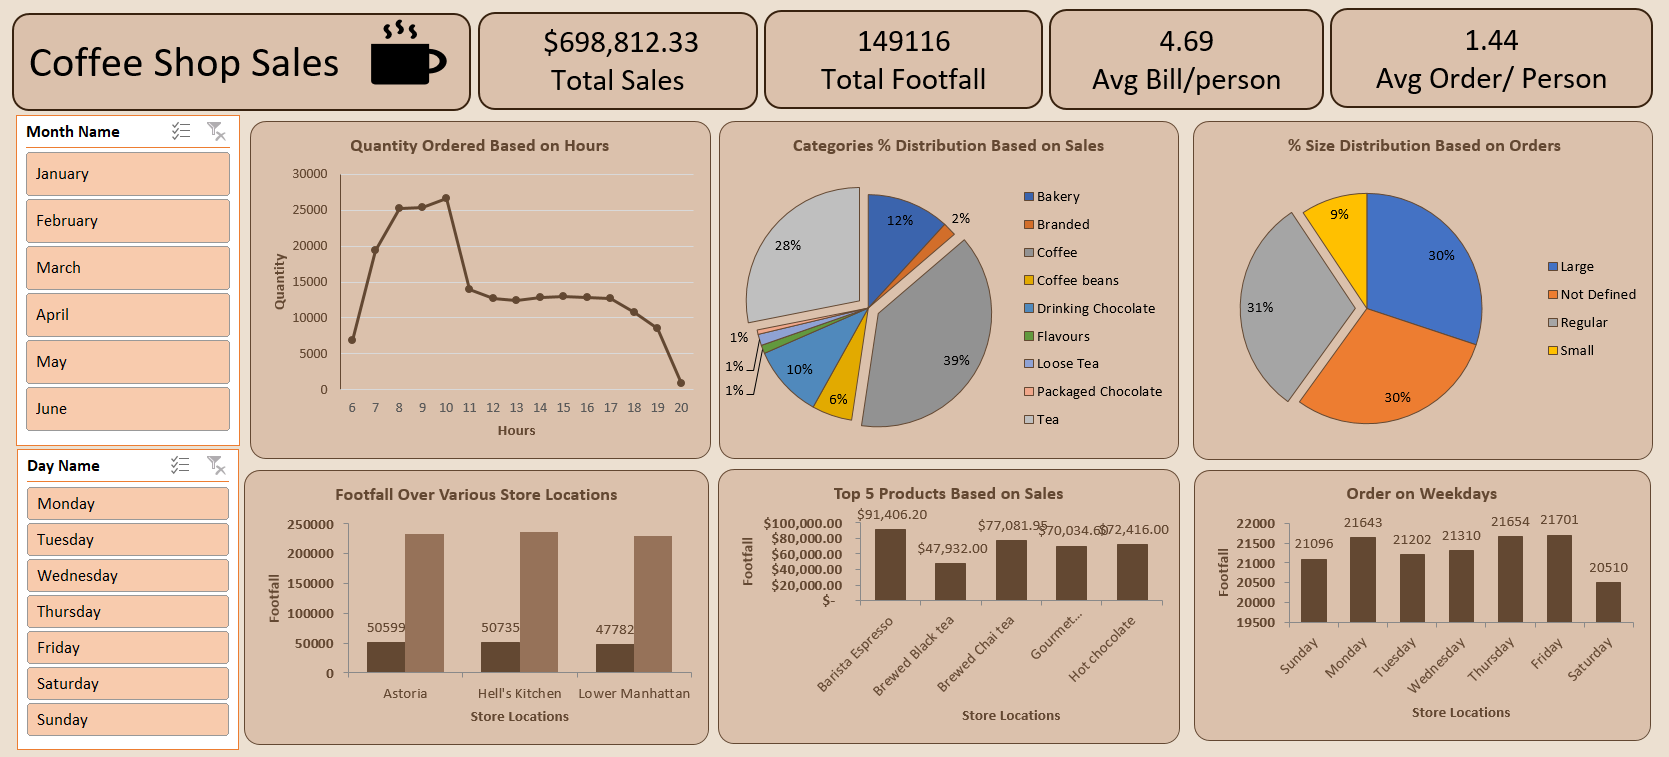 Coffee Shop Sales
$698,812.33
Total Sales
149116
Total Footfall
4.69
Avg Bill/person
1.44
Avg Order/ Person
Month Name
January
February
March
April
May
June
Day Name
Monday
Tuesday
Wednesday
Thursday
Friday
Saturday
Sunday
Quantity Ordered Based on Hours
30000
25000
20000
15000
10000
5000
0
Quantity
6 7 8 9 10 11 12 13 14 15 16 17 18 19 20
Hours
Categories % Distribution Based on Sales
12%
2%
39%
6%
10%
1%
1%
1%
28%
Bakery
Branded
Coffee
Coffee beans
Drinking Chocolate
Flavours
Loose Tea
Packaged Chocolate
Tea
% Size Distribution Based on Orders
30%
30%
31%
9%
Large
Not Defined
Regular
Small
Footfall Over Various Store Locations
250000
200000
150000
100000
50000
0
Footfall
50599 50735 47782
Astoria Hell's Kitchen Lower Manhattan
Store Locations
Top 5 Products Based on Sales
$100,000.00
$80,000.00
$60,000.00
$40,000.00
$20,000.00
$-
Footfall
$91,406.20 $47,932.00 $77,081.95 $70,034.60 $72,416.00
Barista Espresso
Brewed Black tea
Brewed Chai tea
Gourmet...
Hot chocolate
Store Locations
Order on Weekdays
22000
21500
21000
20500
20000
19500
Footfall
21096 21643 21202 21310 21654 21701 20510
Sunday
Monday
Tuesday
Wednesday
Thursday
Friday
Saturday
Store Locations